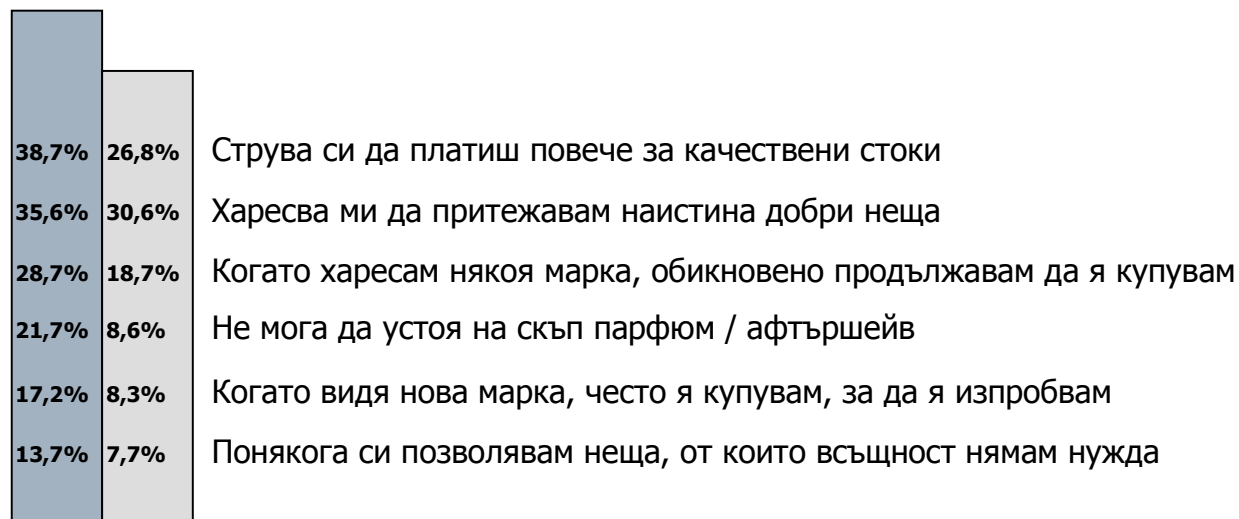 38,7% 26,8% Струва си да платиш повече за качествени стоки
35,6% 30,6% Харесва ми да притежавам наистина добри неща
28,7% 18,7% Когато харесам някоя марка, обикновено продължавам да я купувам
21,7% 8,6% Не мога да устоя на скъп парфюм / афтършейв
17,2% 8,3% Когато видя нова марка, често я купувам, за да я изпробвам
13,7% 7,7% Понякога си позволявам неща, от които всъщност нямам нужда